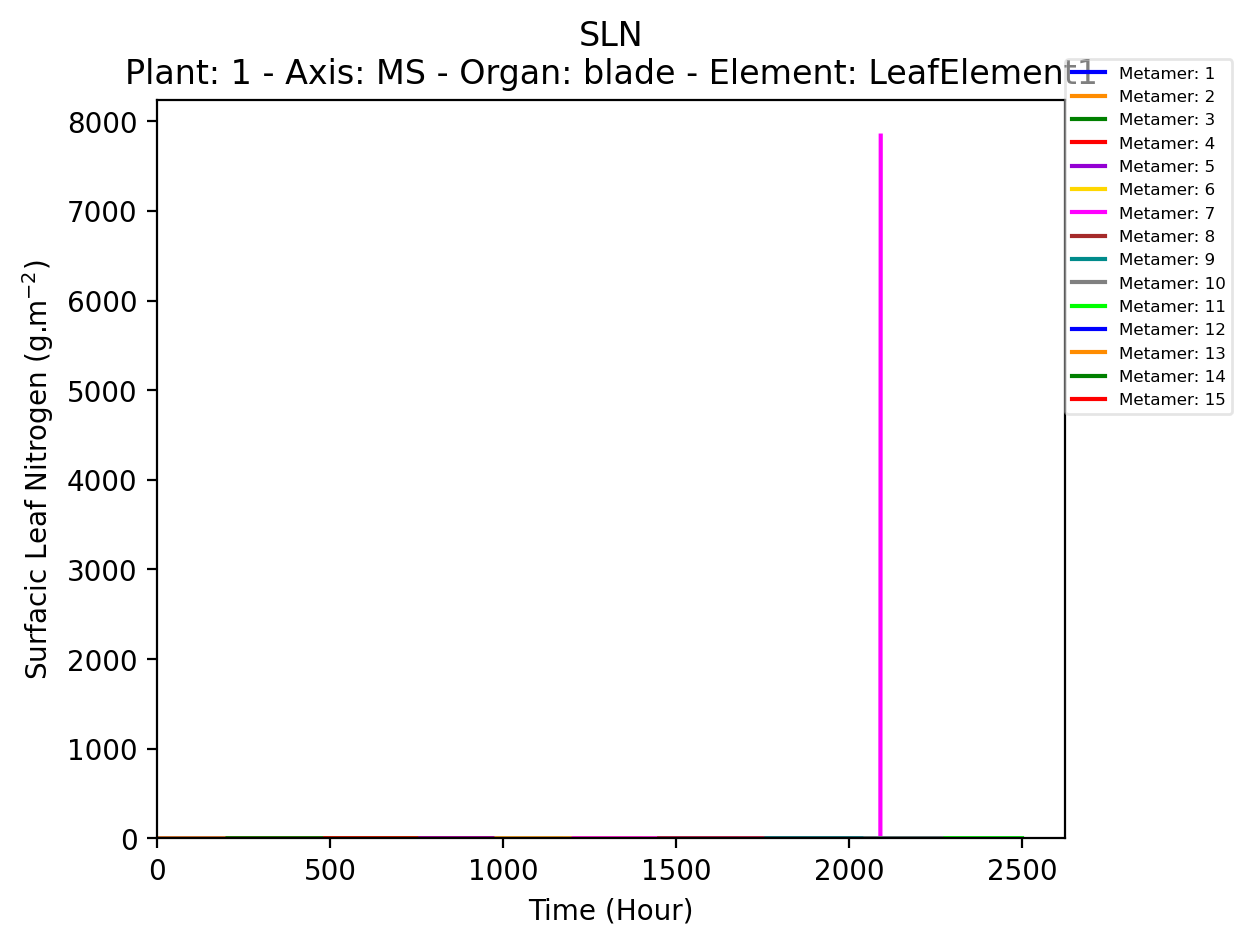 SLN
Plant: 1 - Axis: MS - Organ: blade - Element: LeafElement1
Metamer: 1
Metamer: 2
Metamer: 3
Metamer: 4
Metamer: 5
Metamer: 6
Metamer: 7
Metamer: 8
Metamer: 9
Metamer: 10
Metamer: 11
Metamer: 12
Metamer: 13
Metamer: 14
Metamer: 15
8000
7000
6000
5000
4000
3000
2000
1000
0
Surfacic Leaf Nitrogen (g.m⁻²)
0 500 1000 1500 2000 2500
Time (Hour)